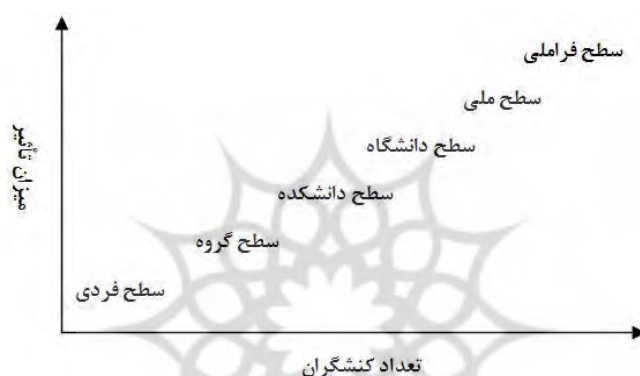 سطح فراملی
سطح ملی
سطح دانشگاه
سطح دانشکده
سطح گروه
سطح فردی
میزان تأثیر
تعداد کنشگران